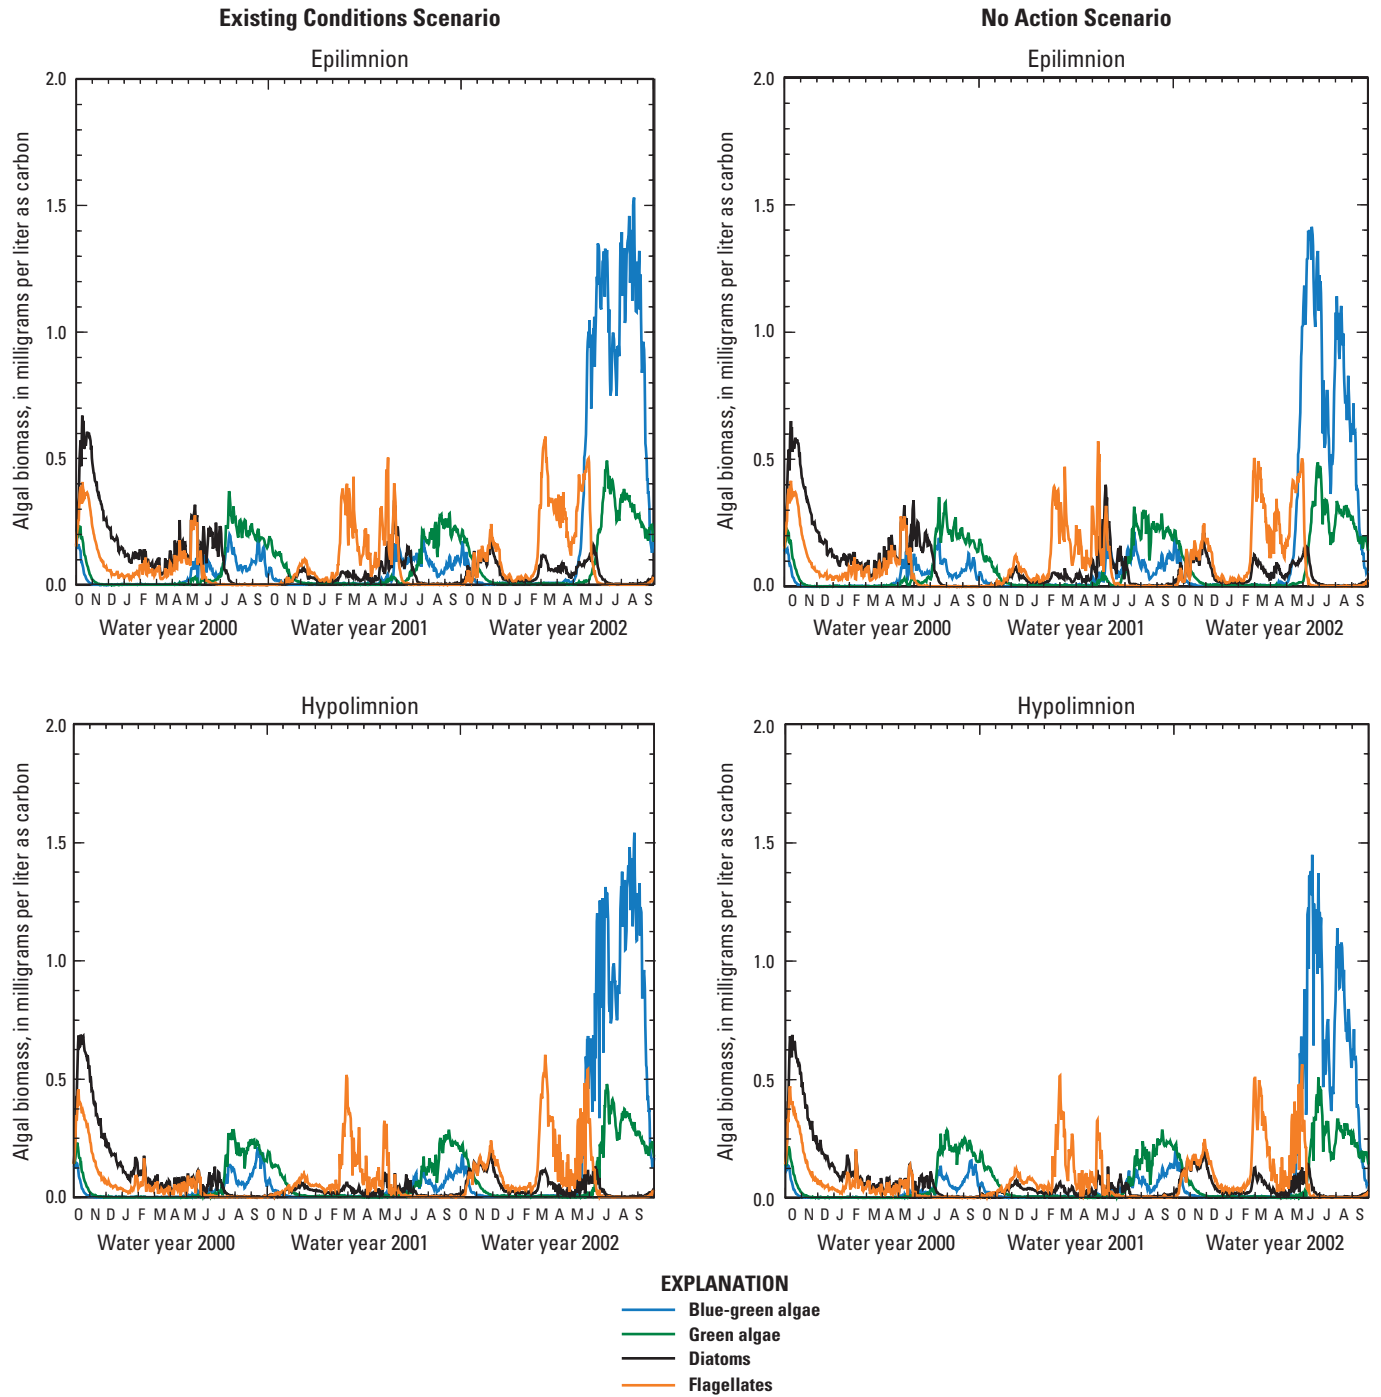 Existing Conditions Scenario
No Action Scenario
Epilimnion
Algal biomass, in milligrams per liter as carbon
2.0
1.5
1.0
0.5
0.0
O N D J F M A M J J A S O N D J F M A M J J A S O N D J F M A M J J A S
Water year 2000 Water year 2001 Water year 2002
Epilimnion
Algal biomass, in milligrams per liter as carbon
2.0
1.5
1.0
0.5
0.0
O N D J F M A M J J A S O N D J F M A M J J A S O N D J F M A M J J A S
Water year 2000 Water year 2001 Water year 2002
Hypolimnion
Algal biomass, in milligrams per liter as carbon
2.0
1.5
1.0
0.5
0.0
O N D J F M A M J J A S O N D J F M A M J J A S O N D J F M A M J J A S
Water year 2000 Water year 2001 Water year 2002
Hypolimnion
Algal biomass, in milligrams per liter as carbon
2.0
1.5
1.0
0.5
0.0
O N D J F M A M J J A S O N D J F M A M J J A S O N D J F M A M J J A S
Water year 2000 Water year 2001 Water year 2002
EXPLANATION
Blue-green algae
Green algae
Diatoms
Flagellates